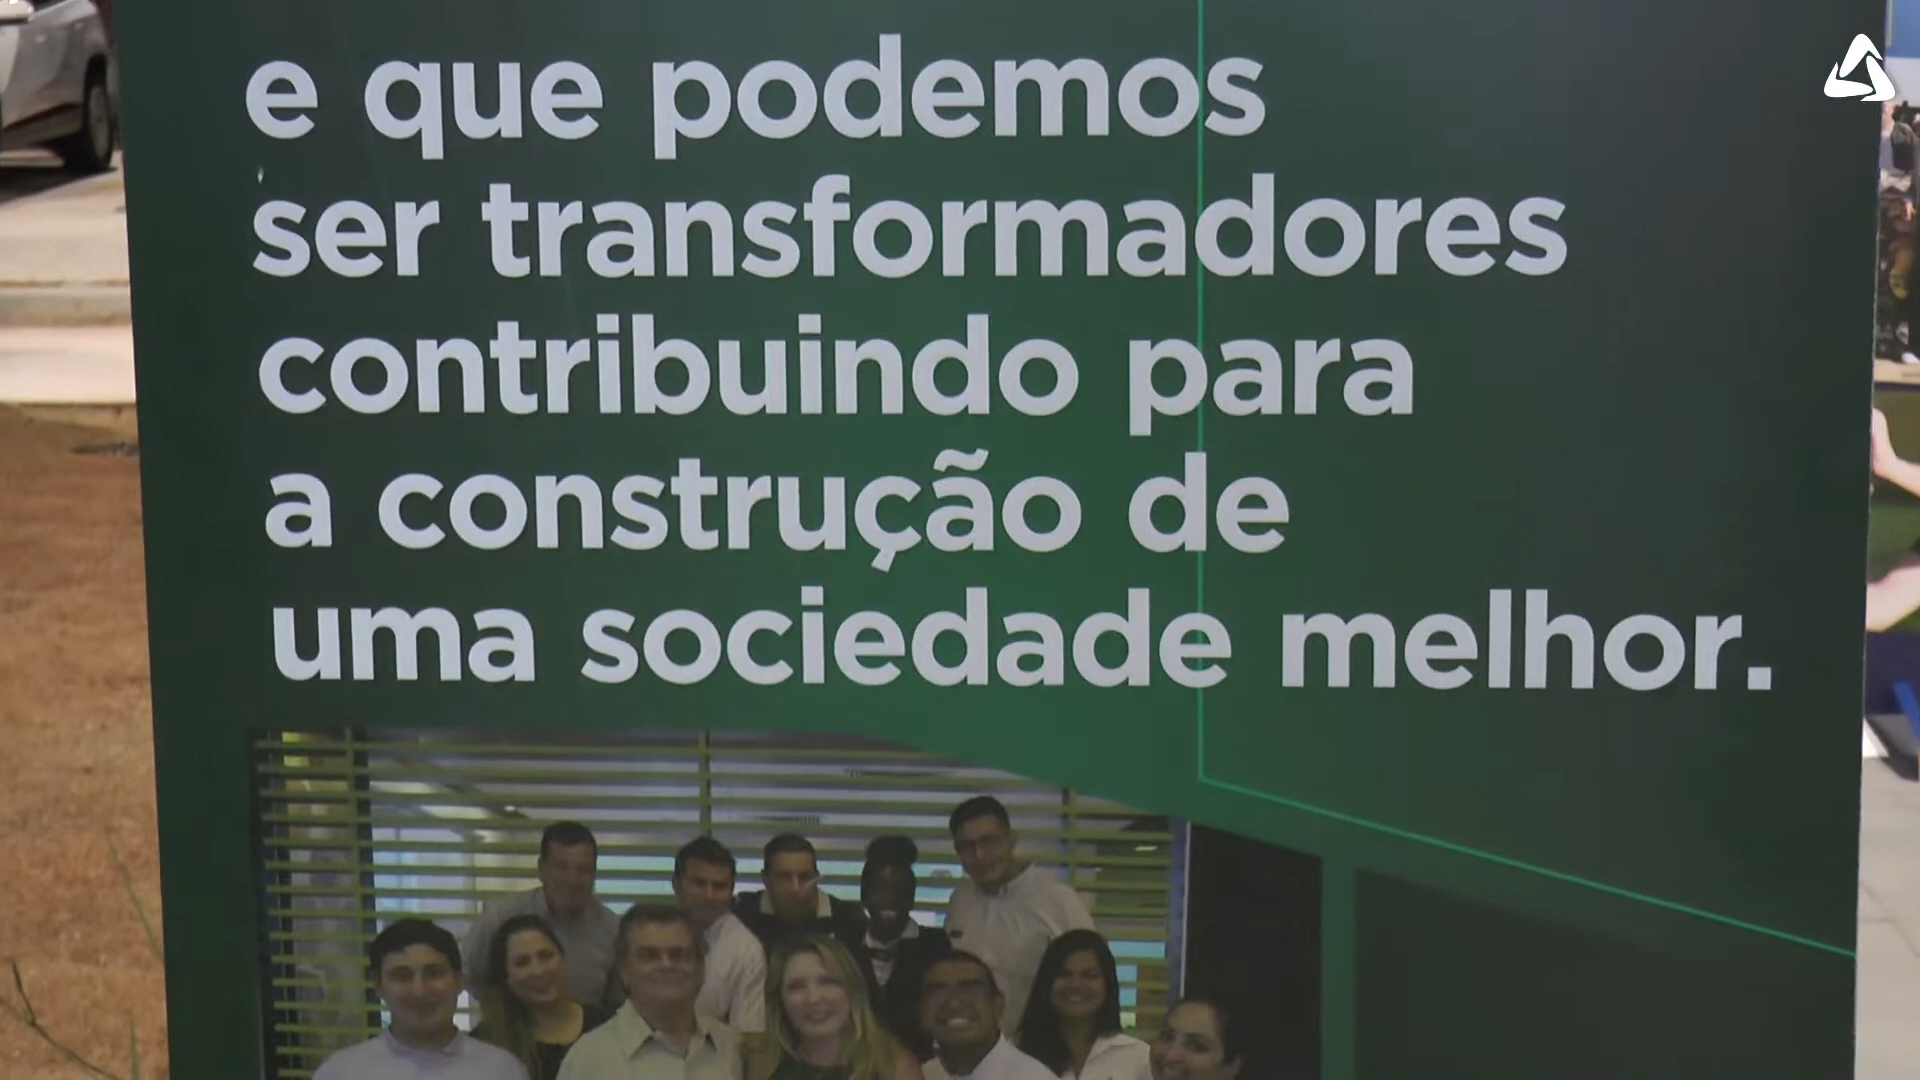 e que podemos
ser transformadores
contribuindo para
a construção de
uma sociedade melhor.